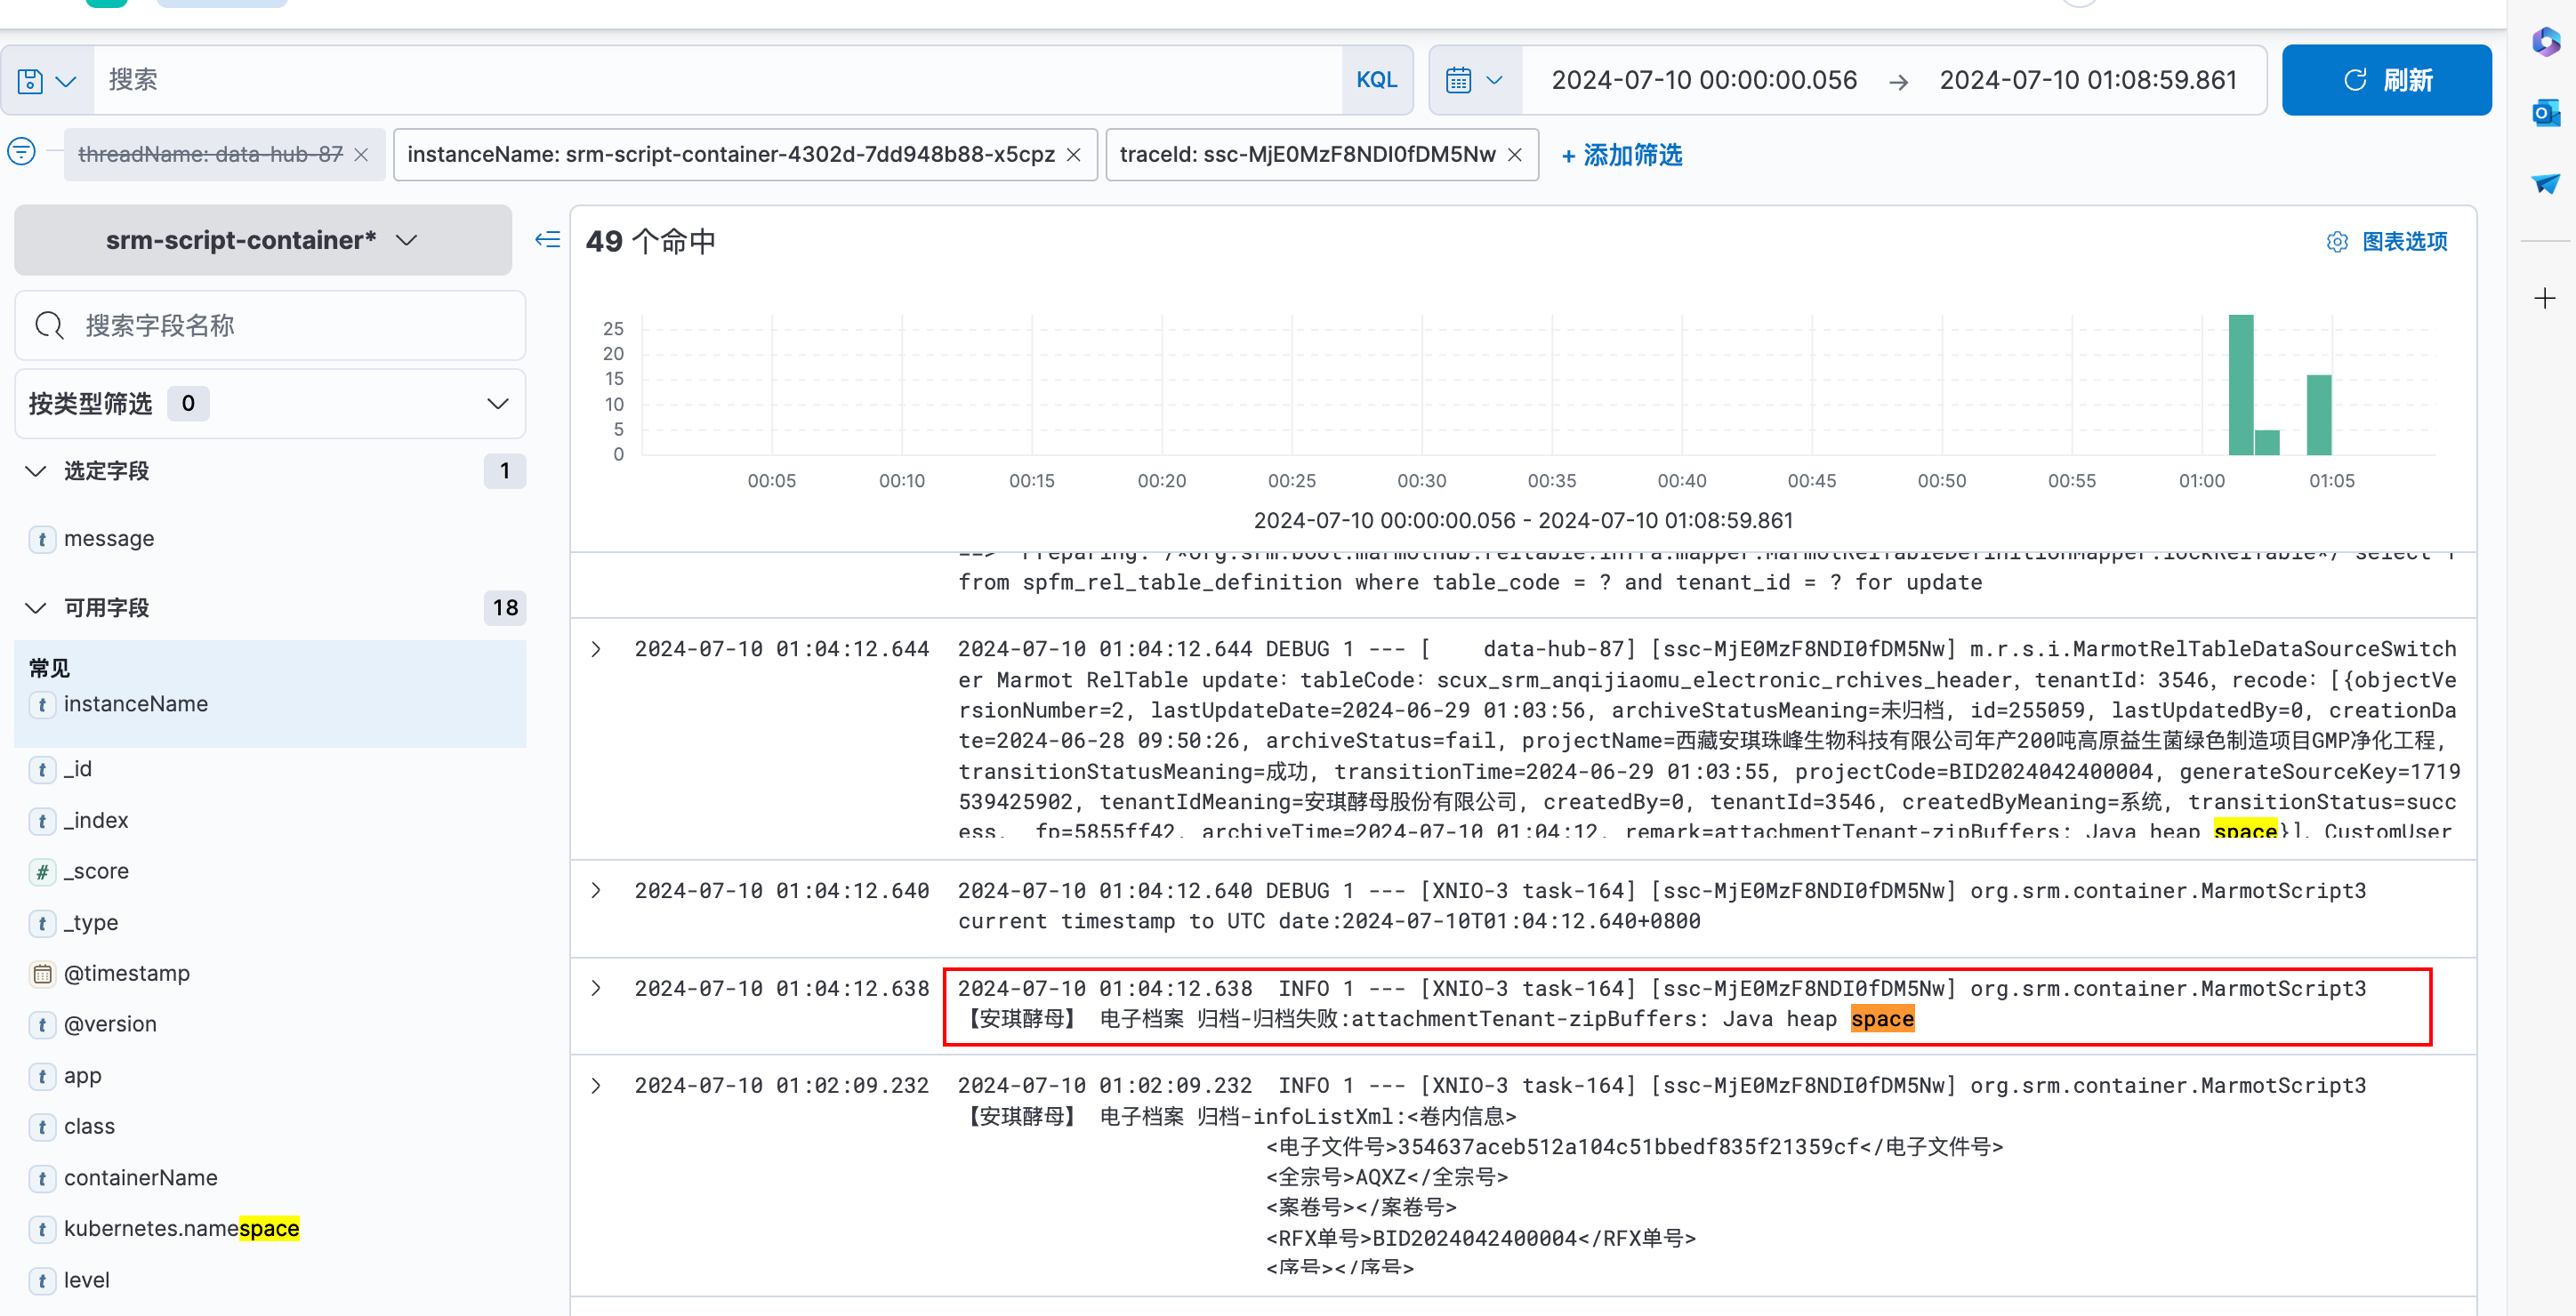 搜索
KQL
2024-07-10 00:00:00.056 → 2024-07-10 01:08:59.861
刷新
threadName: data-hub-87 ×
instanceName: srm-script-container-4302d-7dd948b88-x5cpz ×
traceId: ssc-MjE0MzF8NDI0fDM5Nw ×
+ 添加筛选
srm-script-container*
搜索字段名称
按类型筛选 0
选定字段 1
t message
可用字段 18
常见
t instanceName
t _id
t _index
# _score
t _type
@timestamp
t @version
t app
t class
t containerName
t kubernetes.namespace
t level
49 个命中
图表选项
25
20
15
10
5
0
00:05 00:10 00:15 00:20 00:25 00:30 00:35 00:40 00:45 00:50 00:55 01:00 01:05
2024-07-10 00:00:00.056 - 2024-07-10 01:08:59.861
==>  Preparing: /*org.srm.boot.marmothub.reltable.infra.mapper.MarmotRelTableDefinitionMapper.lockRelTable*/ select 1
from spfm_rel_table_definition where table_code = ? and tenant_id = ? for update
2024-07-10 01:04:12.644 2024-07-10 01:04:12.644 DEBUG 1 --- [    data-hub-87] [ssc-MjE0MzF8NDI0fDM5Nw] m.r.s.i.MarmotRelTableDataSourceSwitch
er Marmot RelTable update：tableCode：scux_srm_anqijiaomu_electronic_rchives_header，tenantId：3546，recode：[{objectVe
rsionNumber=2, lastUpdateDate=2024-06-29 01:03:56, archiveStatusMeaning=未归档, id=255059, lastUpdatedBy=0, creationDa
te=2024-06-28 09:50:26, archiveStatus=fail, projectName=西藏安琪珠峰生物科技有限公司年产200吨高原益生菌绿色制造项目GMP净化工程,
transitionStatusMeaning=成功, transitionTime=2024-06-29 01:03:55, projectCode=BID2024042400004, generateSourceKey=1719
539425902, tenantIdMeaning=安琪酵母股份有限公司, createdBy=0, tenantId=3546, createdByMeaning=系统, transitionStatus=succ
ess, _fp=5855ff42, archiveTime=2024-07-10 01:04:12, remark=attachmentTenant-zipBuffers: Java heap space}]，CustomUser
2024-07-10 01:04:12.640 2024-07-10 01:04:12.640 DEBUG 1 --- [XNIO-3 task-164] [ssc-MjE0MzF8NDI0fDM5Nw] org.srm.container.MarmotScript3
current timestamp to UTC date:2024-07-10T01:04:12.640+0800
2024-07-10 01:04:12.638 2024-07-10 01:04:12.638  INFO 1 --- [XNIO-3 task-164] [ssc-MjE0MzF8NDI0fDM5Nw] org.srm.container.MarmotScript3
【安琪酵母】 电子档案 归档-归档失败:attachmentTenant-zipBuffers: Java heap space
2024-07-10 01:02:09.232 2024-07-10 01:02:09.232  INFO 1 --- [XNIO-3 task-164] [ssc-MjE0MzF8NDI0fDM5Nw] org.srm.container.MarmotScript3
【安琪酵母】 电子档案 归档-infoListXml:<卷内信息>
<电子文件号>354637aceb512a104c51bbedf835f21359cf</电子文件号>
<全宗号>AQXZ</全宗号>
<案卷号></案卷号>
<RFX单号>BID2024042400004</RFX单号>
<序号></序号>